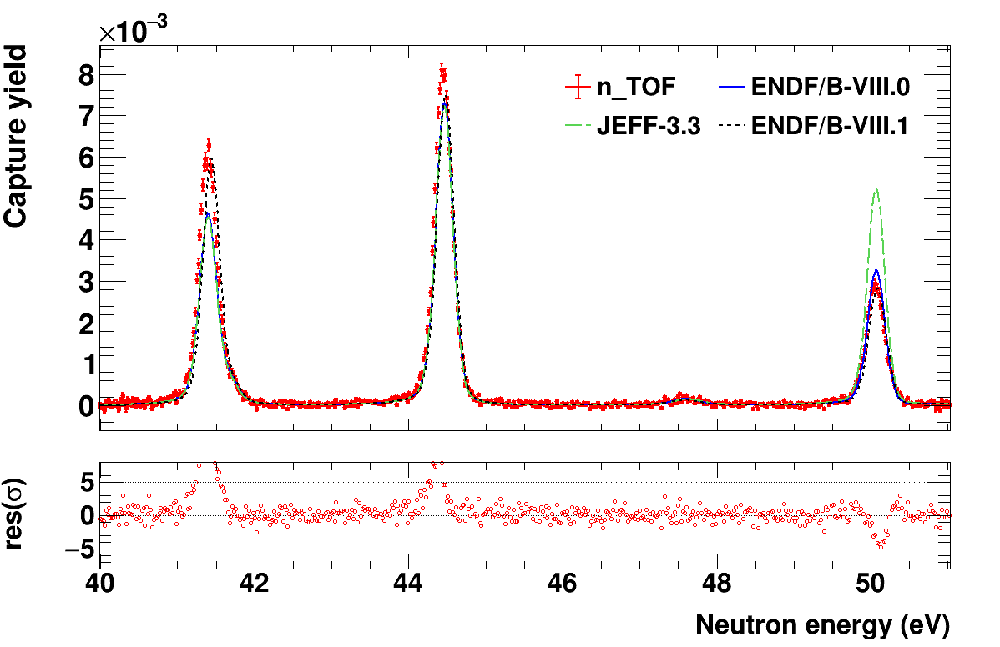 ×10⁻³
Capture yield
8
7
6
5
4
3
2
1
0
n_TOF
ENDF/B-VIII.0
JEFF-3.3
ENDF/B-VIII.1
res(σ)
5
0
−5
40 42 44 46 48 50
Neutron energy (eV)